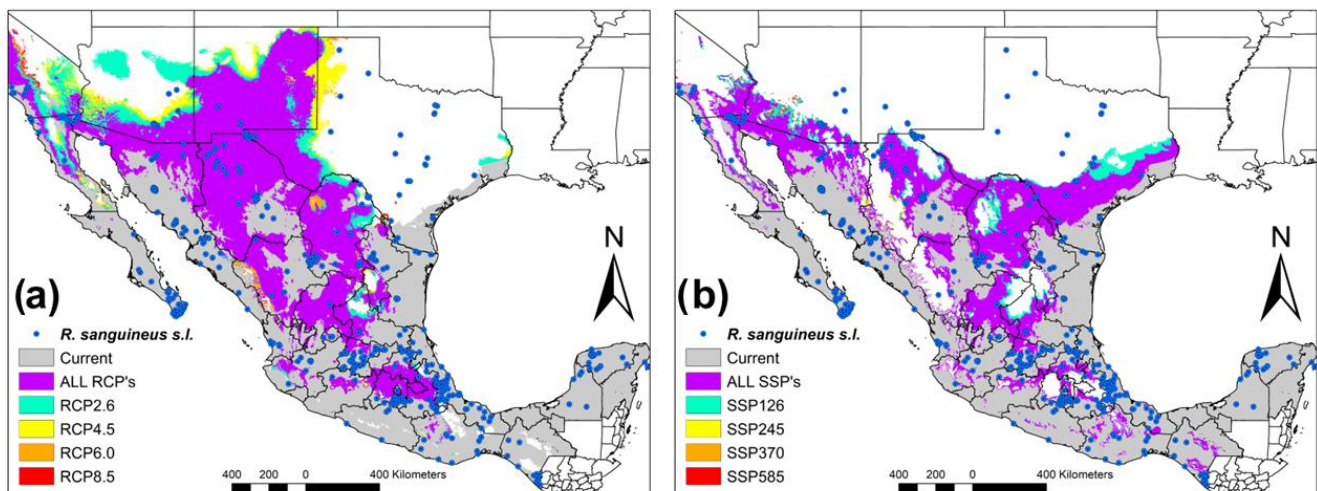 N
(a)
R. sanguineus s.l.
Current
ALL RCP's
RCP2.6
RCP4.5
RCP6.0
RCP8.5
400 200 0 400 Kilometers
N
(b)
R. sanguineus s.l.
Current
ALL SSP's
SSP126
SSP245
SSP370
SSP585
400 200 0 400 Kilometers